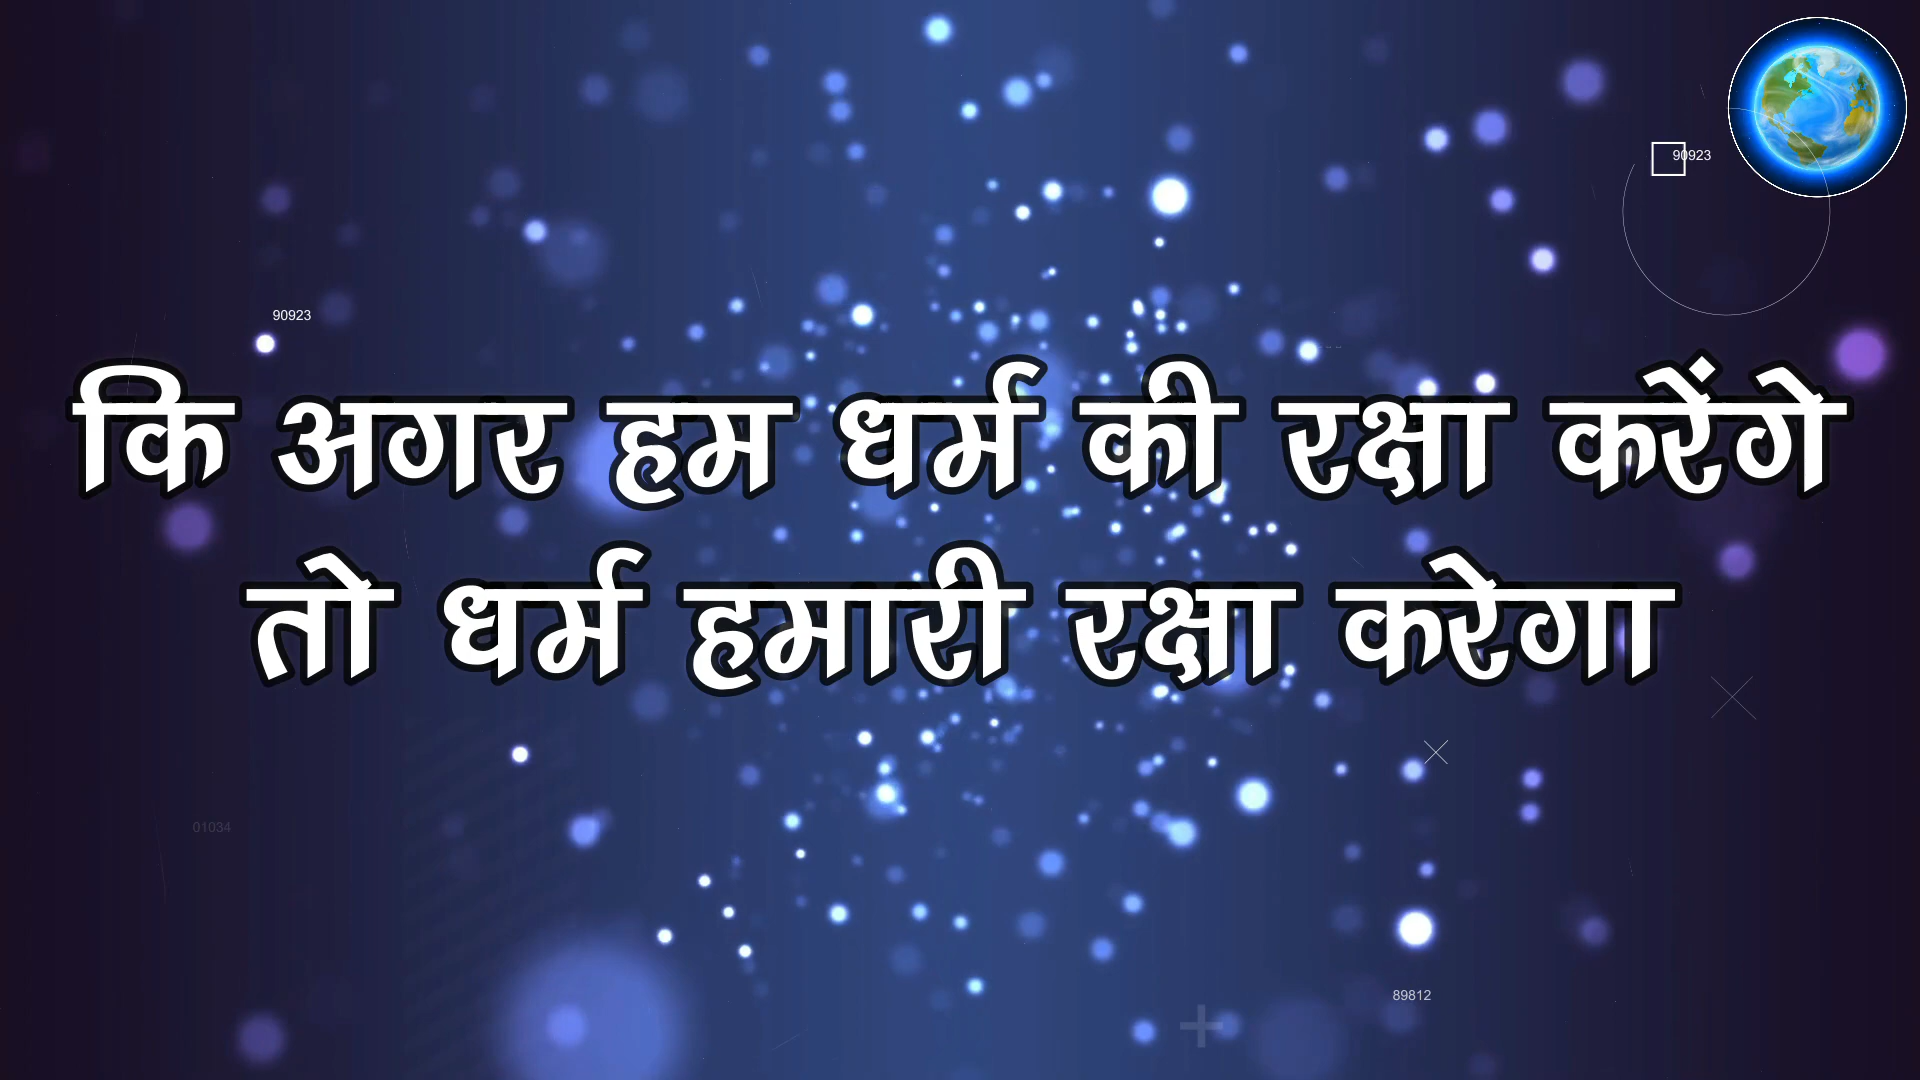 90923
90923
कि अगर हम धर्म की रक्षा करेंगे
तो धर्म हमारी रक्षा करेगा
01034
89812